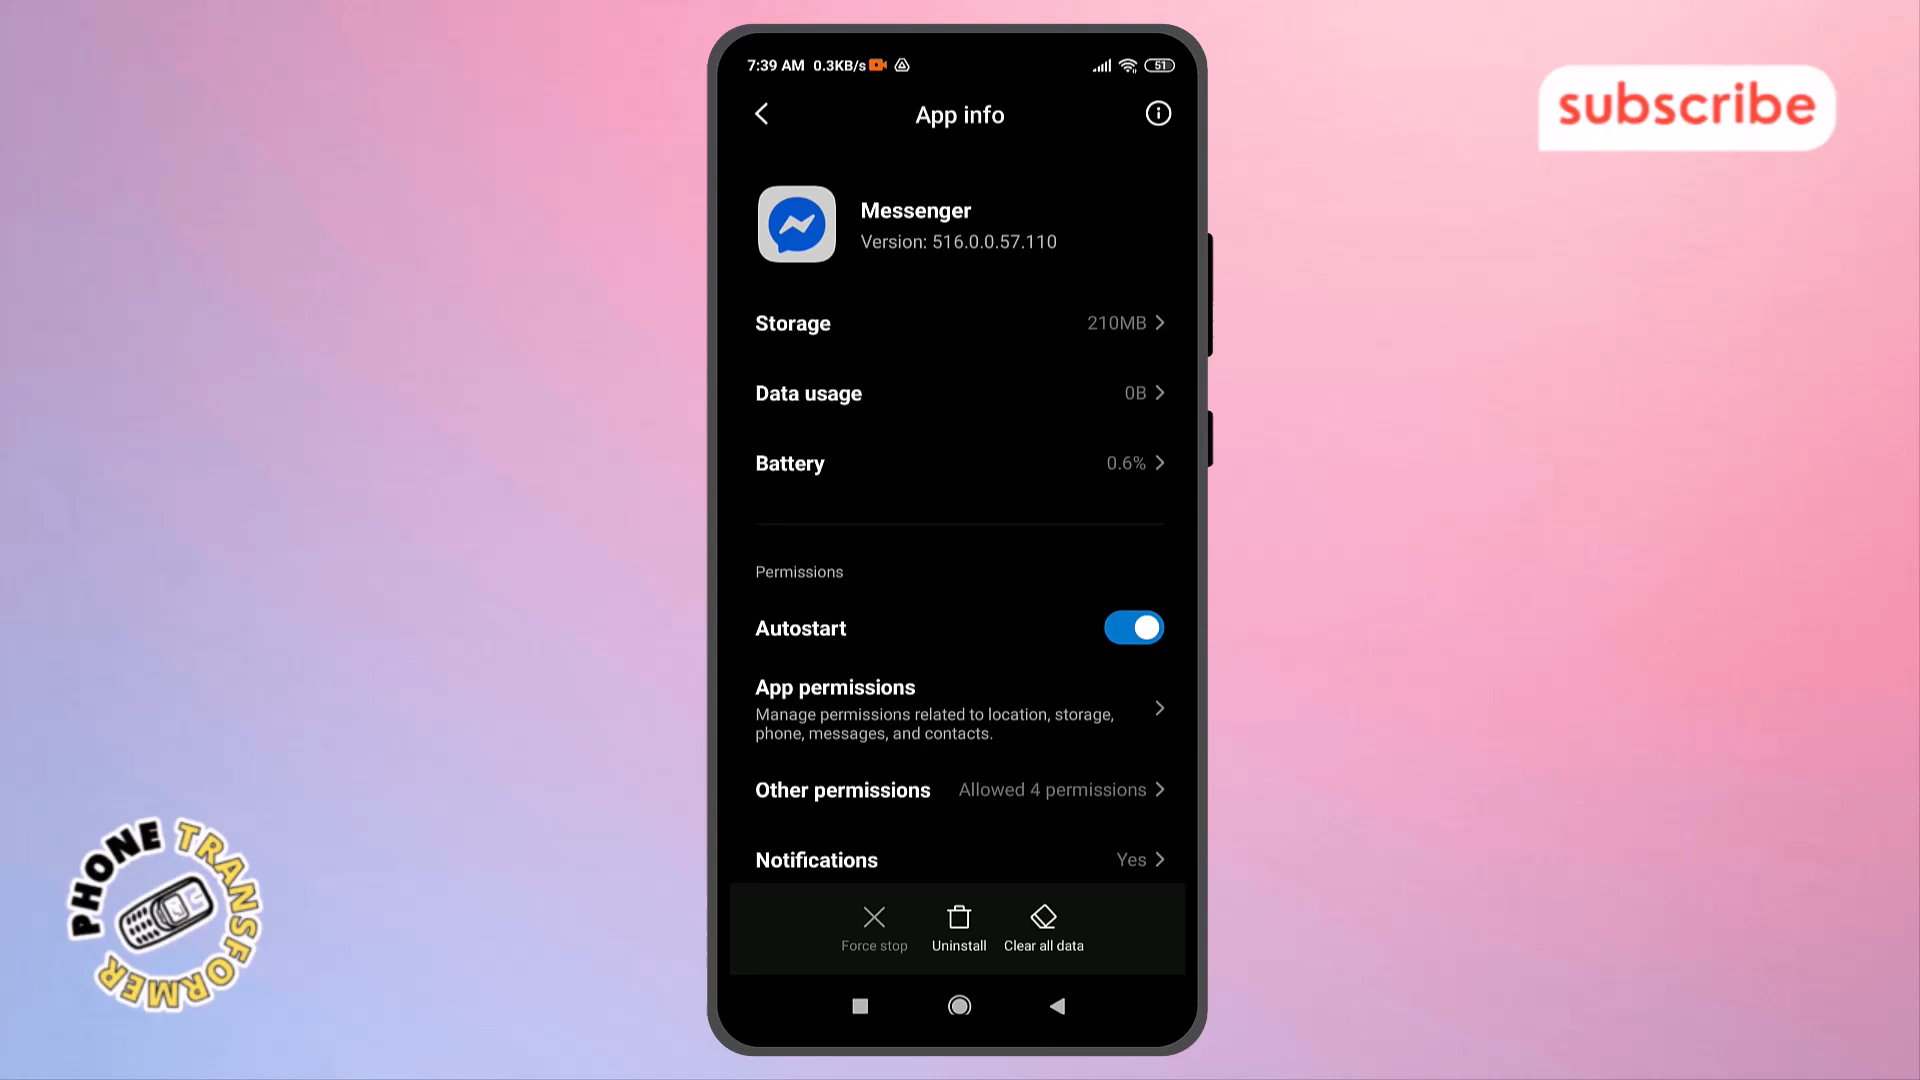 7:39 AM 0.3KB/s
51
App info
Messenger
Version: 516.0.0.57.110
Storage 210MB
Data usage 0B
Battery 0.6%
Permissions
Autostart
App permissions
Manage permissions related to location, storage,
phone, messages, and contacts.
Other permissions Allowed 4 permissions
Notifications Yes
Force stop Uninstall Clear all data
subscribe
PHONE TRANSFORMER